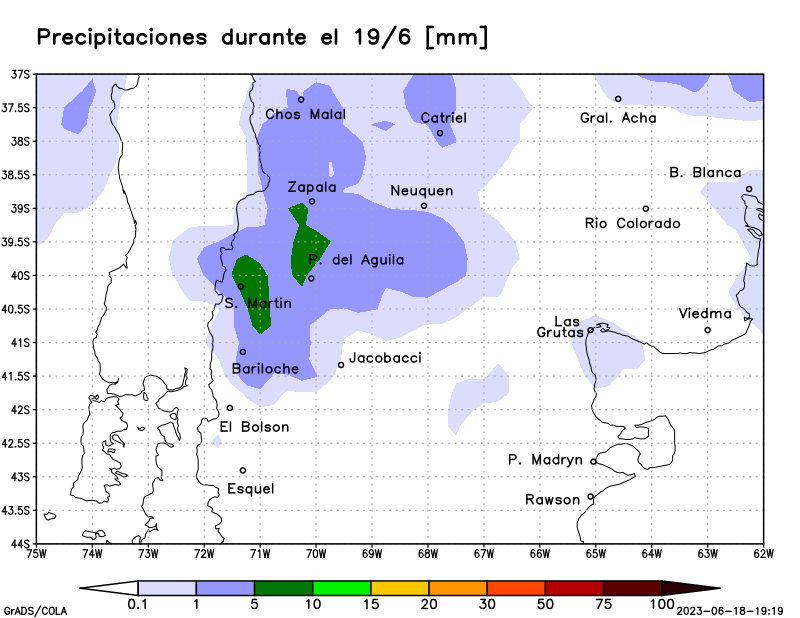 Precipitaciones durante el 19/6 [mm]
37S
37.5S
Chos Malal
Catriel
Gral. Acha
38S
38.5S
B. Blanca
Zapala
Neuquen
39S
Rio Colorado
39.5S
P. del Aguila
40S
S. Martin
40.5S
Viedma
Las
Grutas
41S
Jacobacci
Bariloche
41.5S
42S
El Bolson
42.5S
P. Madryn
43S
Esquel
Rawson
43.5S
44S
75W 74W 73W 72W 71W 70W 69W 68W 67W 66W 65W 64W 63W 62W
0.1 1 5 10 15 20 30 50 75 100
GrADS/COLA
2023-06-18-19:19